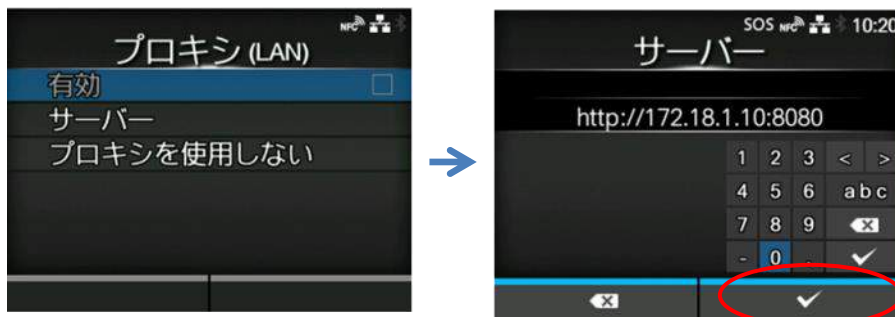 NFC
プロキシ (LAN)
有効
サーバー
プロキシを使用しない
SOS NFC 10:20
サーバー
http://172.18.1.10:8080
1 2 3 < >
4 5 6 abc
7 8 9
- 0 .